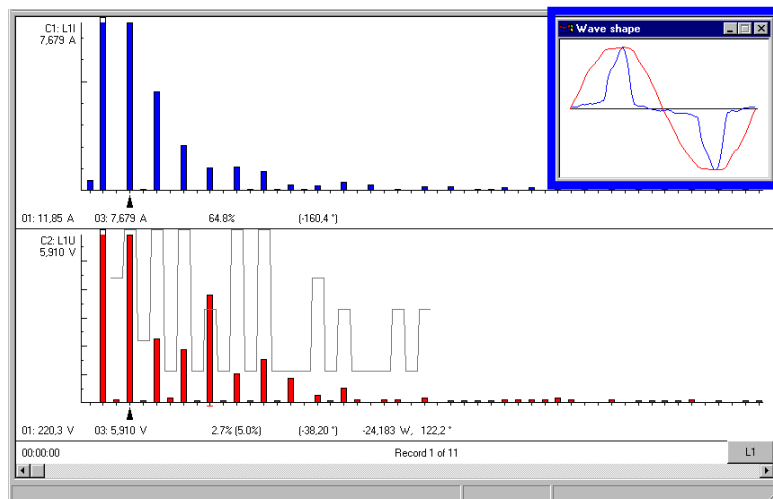 C1: L1I
7,679 A
Wave shape
01: 11,85 A 03: 7,679 A 64.8% (-160,4 °)
C2: L1U
5,910 V
01: 220,3 V 03: 5,910 V 2.7% (5.0%) (-38,20 °) -24,183 W, 122,2 °
00:00:00 Record 1 of 11 L1